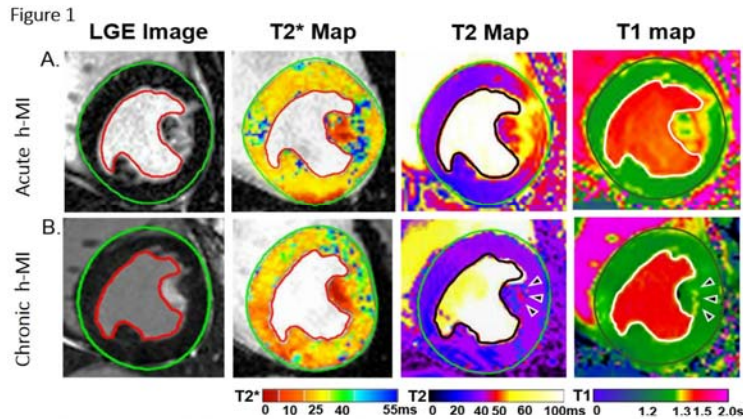 Figure 1
LGE Image T2* Map T2 Map T1 map
A.
Acute h-MI
B.
Chronic h-MI
T2* 0 10 25 40 55ms T2 0 20 40 50 60 100ms T1 1.2 1.3 1.5 2.0s